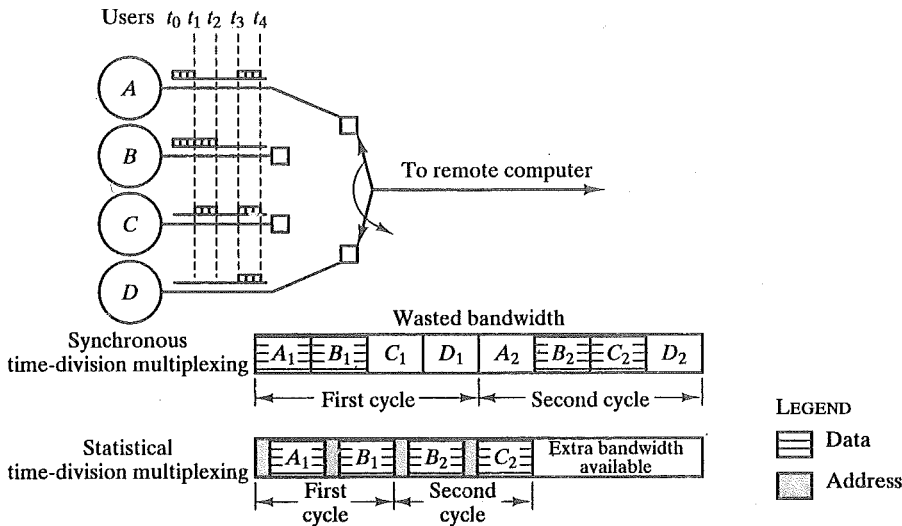 Users t0 t1 t2 t3 t4
A
B
To remote computer
C
D
Wasted bandwidth
Synchronous
time-division multiplexing
A1 B1 C1 D1 A2 B2 C2 D2
First cycle Second cycle
LEGEND
Data
Address
Statistical
time-division multiplexing
A1 B1 B2 C2
Extra bandwidth
available
First
cycle
Second
cycle